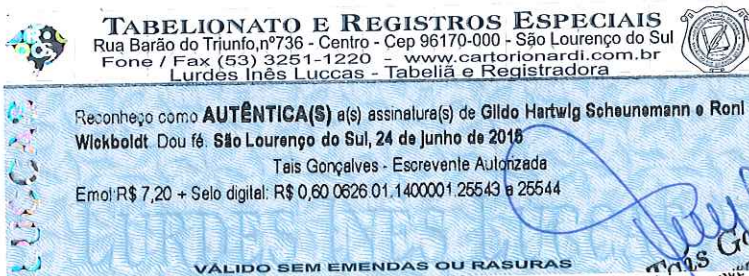 TABELIONATO E REGISTROS ESPECIAIS
Rua Barão do Triunfo,nº736 - Centro - Cep 96170-000 - São Lourenço do Sul
Fone / Fax (53) 3251-1220 - www.cartorionardi.com.br
Lurdes Inês Luccas - Tabeliã e Registradora
Reconheço como AUTÊNTICA(S) a(s) assinatura(s) de Gildo Hartwig Scheunemann e Roni
Wickboldt. Dou fé. São Lourenço do Sul, 24 de junho de 2016
Tais Gonçalves - Escrevente Autorizada
Emol:R$ 7,20 + Selo digital: R$ 0,60 0626.01.1400001.25543 a 25544
LURDES INES LUCCAS
VÁLIDO SEM EMENDAS OU RASURAS
LUCCAS